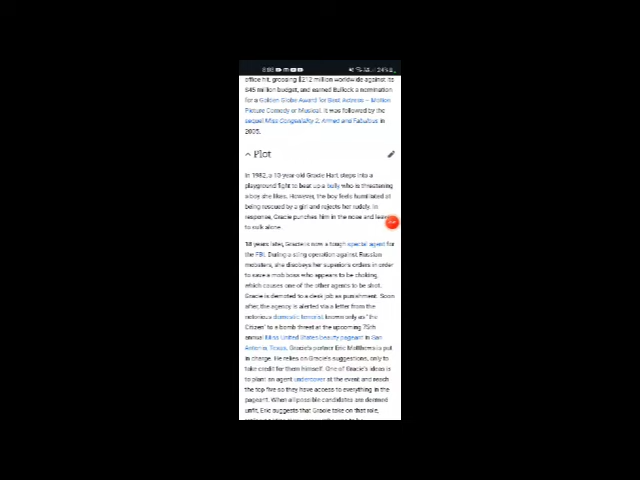 office hit, grossing $212 million worldwide against its
$45 million budget, and earned Bullock a nomination
for a Golden Globe Award for Best Actress – Motion
Picture Comedy or Musical. It was followed by the
sequel Miss Congeniality 2: Armed and Fabulous in
2005.
Plot
In 1982, a 10-year-old Gracie Hart, steps into a
playground fight to beat up a bully who is threatening
a boy she likes. However, the boy feels humiliated at
being rescued by a girl and rejects her rudely. In
response, Gracie punches him in the nose and leaves
to sulk alone.
18 years later, Gracie is now a tough special agent for
the FBI. During a sting operation against Russian
mobsters, she disobeys her superior's orders in order
to save a mob boss who appears to be choking,
which causes one of the other agents to be shot.
Gracie is demoted to a desk job as punishment. Soon
after, the agency is alerted via a letter from the
notorious domestic terrorist known only as "the
Citizen" to a bomb threat at the upcoming 75th
annual Miss United States beauty pageant in San
Antonio, Texas. Gracie's partner Eric Matthews is put
in charge. He relies on Gracie's suggestions, only to
take credit for them himself. One of Gracie's ideas is
to plant an agent undercover at the event and reach
the top five so they have access to everything in the
pageant. When all possible candidates are deemed
unfit, Eric suggests that Gracie take on that role,